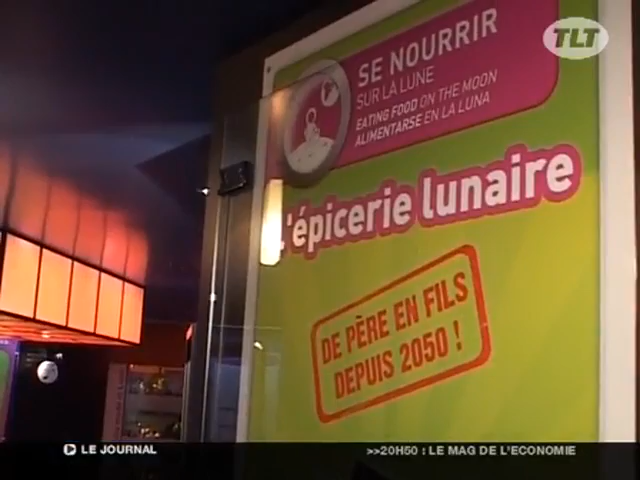 TLT
SE NOURRIR
SUR LA LUNE
EATING FOOD ON THE MOON
ALIMENTARSE EN LA LUNA
L'épicerie lunaire
DE PÈRE EN FILS
DEPUIS 2050 !
LE JOURNAL
>>20H50 : LE MAG DE L'ECONOMIE